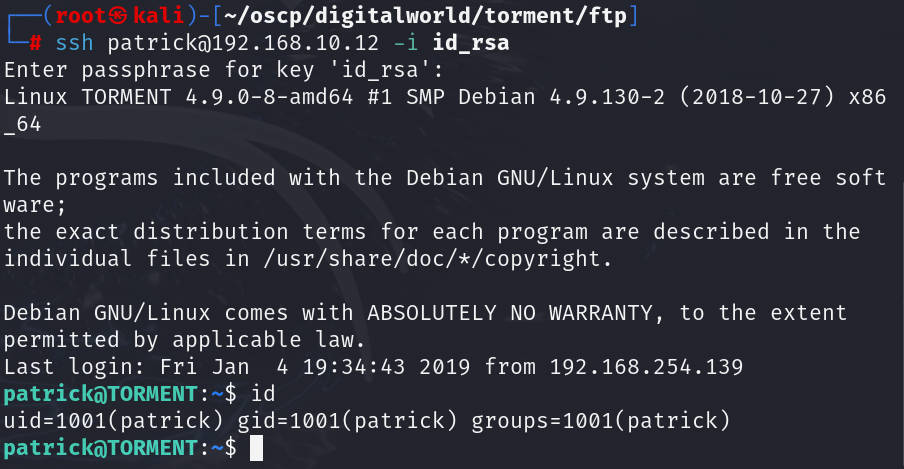 ┌──(root㉿kali)-[~/oscp/digitalworld/torment/ftp]
└─# ssh patrick@192.168.10.12 -i id_rsa
Enter passphrase for key 'id_rsa':
Linux TORMENT 4.9.0-8-amd64 #1 SMP Debian 4.9.130-2 (2018-10-27) x86
_64
The programs included with the Debian GNU/Linux system are free soft
ware;
the exact distribution terms for each program are described in the
individual files in /usr/share/doc/*/copyright.
Debian GNU/Linux comes with ABSOLUTELY NO WARRANTY, to the extent
permitted by applicable law.
Last login: Fri Jan  4 19:34:43 2019 from 192.168.254.139
patrick@TORMENT:~$ id
uid=1001(patrick) gid=1001(patrick) groups=1001(patrick)
patrick@TORMENT:~$